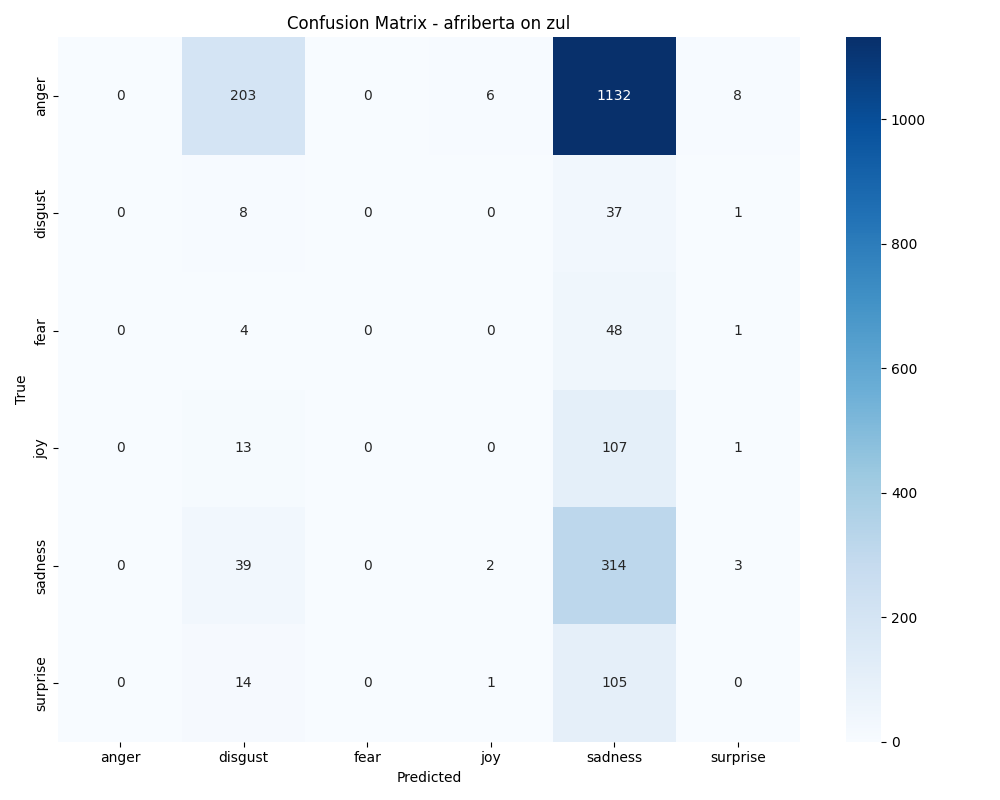 Confusion Matrix - afriberta on zul
anger 0 203 0 6 1132 8
disgust 0 8 0 0 37 1
fear 0 4 0 0 48 1
joy 0 13 0 0 107 1
sadness 0 39 0 2 314 3
surprise 0 14 0 1 105 0
anger disgust fear joy sadness surprise
Predicted
True
1000
800
600
400
200
0